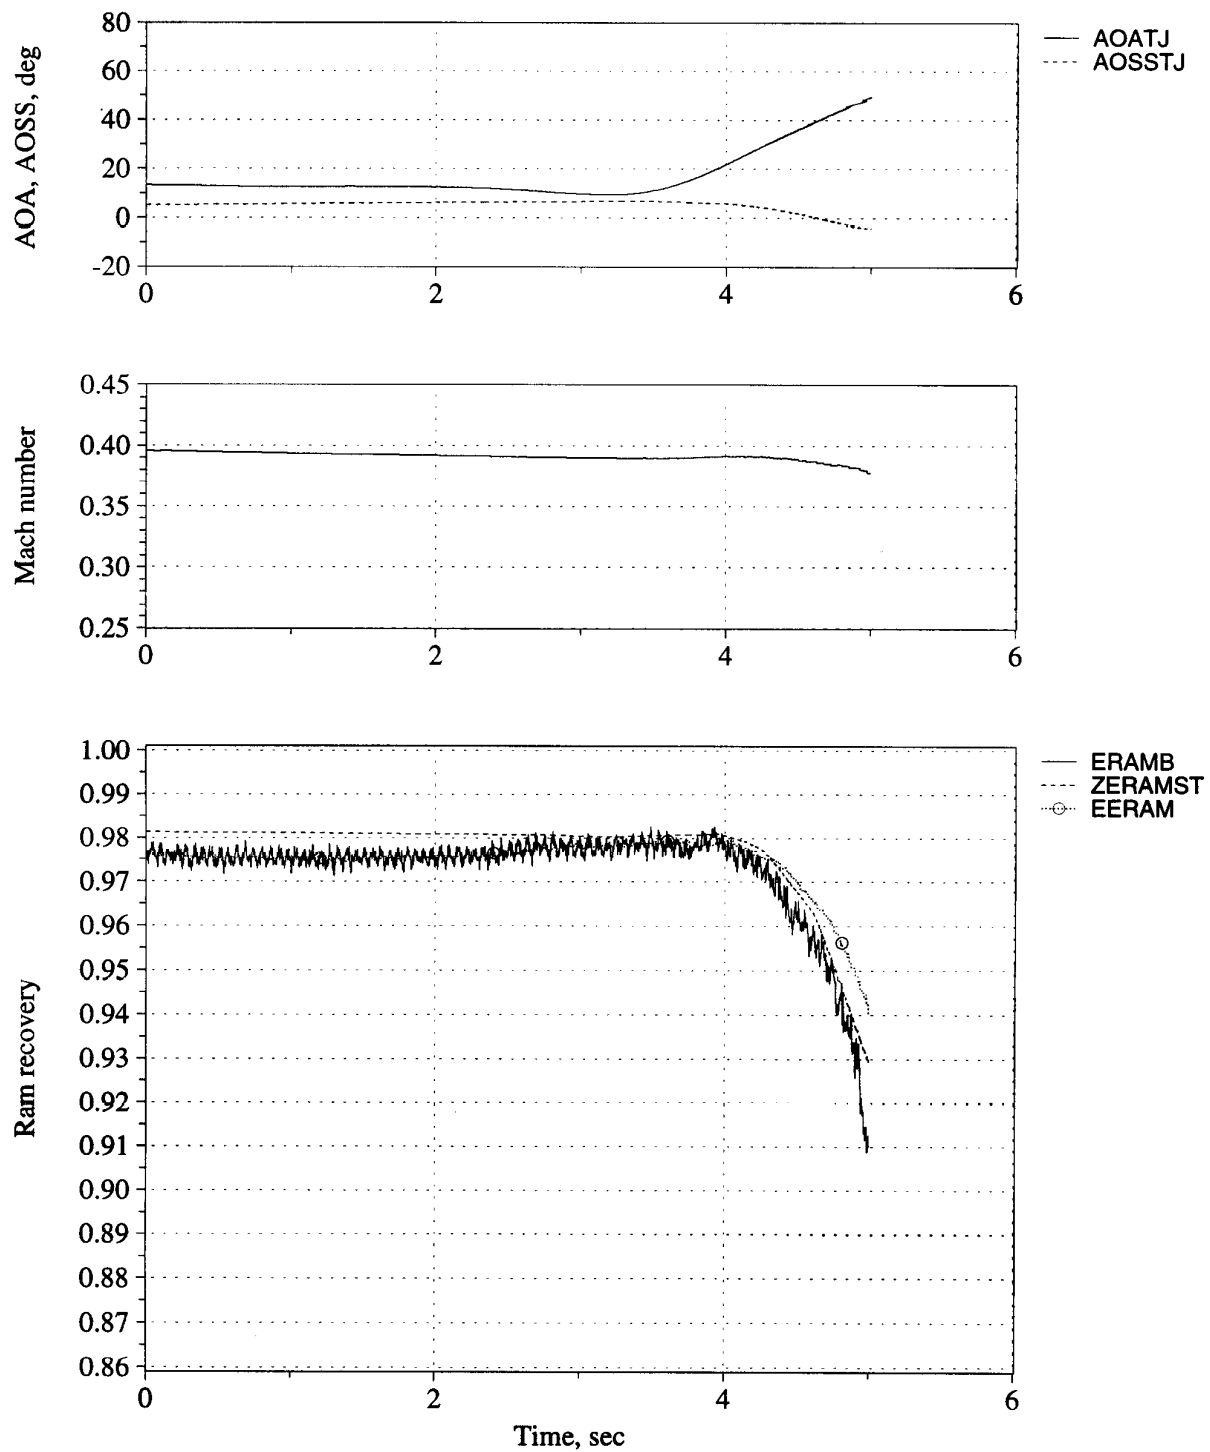 80
60
40
20
0
-20
AOA, AOSS, deg
0 2 4 6
AOATJ
AOSSTJ
0.45
0.40
0.35
0.30
0.25
Mach number
0 2 4 6
1.00
0.99
0.98
0.97
0.96
0.95
0.94
0.93
0.92
0.91
0.90
0.89
0.88
0.87
0.86
Ram recovery
ERAMB
ZERAMST
EERAM
0 2 4 6
Time, sec